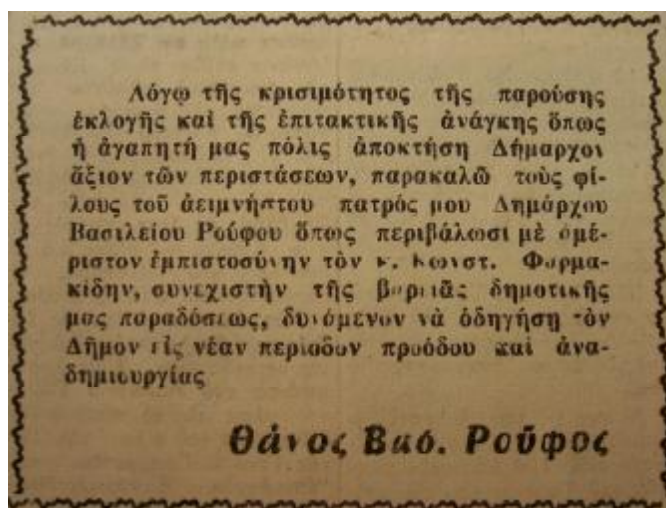 Λόγῳ τῆς κρισιμότητος τῆς παρούσης
ἐκλογῆς καὶ τῆς ἐπιτακτικῆς ἀνάγκης ὅπως
ἡ ἀγαπητή μας πόλις ἀποκτήση Δήμαρχον
ἄξιον τῶν περιστάσεων, παρακαλῶ τοὺς φί-
λους τοῦ ἀειμνήστου πατρός μου Δημάρχου
Βασιλείου Ρούφου ὅπως περιβάλωσι μὲ ἀμέ-
ριστον ἐμπιστοσύνην τὸν κ. Κωνστ. Φαρμα-
κίδην, συνεχιστὴν τῆς βαρειᾶς δημοτικῆς
μας παραδόσεως, δυνάμενον νὰ ὁδηγήσῃ τὸν
Δῆμον εἰς νέαν περίοδον προόδου καὶ ἀνα-
δημιουργίας
Θάνος Βασ. Ροῦφος